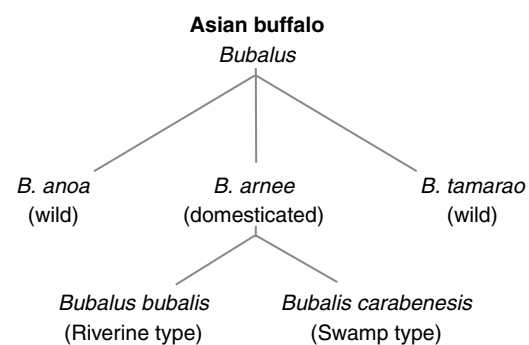 Asian buffalo
Bubalus
B. anoa
(wild)
B. arnee
(domesticated)
B. tamarao
(wild)
Bubalus bubalis
(Riverine type)
Bubalis carabenesis
(Swamp type)